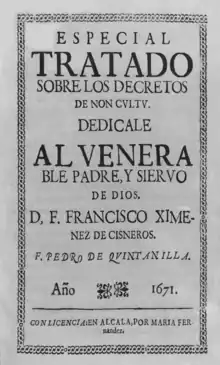 ESPECIAL
TRATADO
SOBRE LOS DECRETOS
DE NON CVLTV.
DEDICALE
AL VENERA
BLE PADRE, Y SIERVO
DE DIOS.
D, F. FRANCISCO XIME-
NEZ DE CISNEROS.
F. PEDRO DE QVINTANILLA.
Año 1671.
CON LICENCIA: EN ALCALA, POR MARIA FER-
nandez.